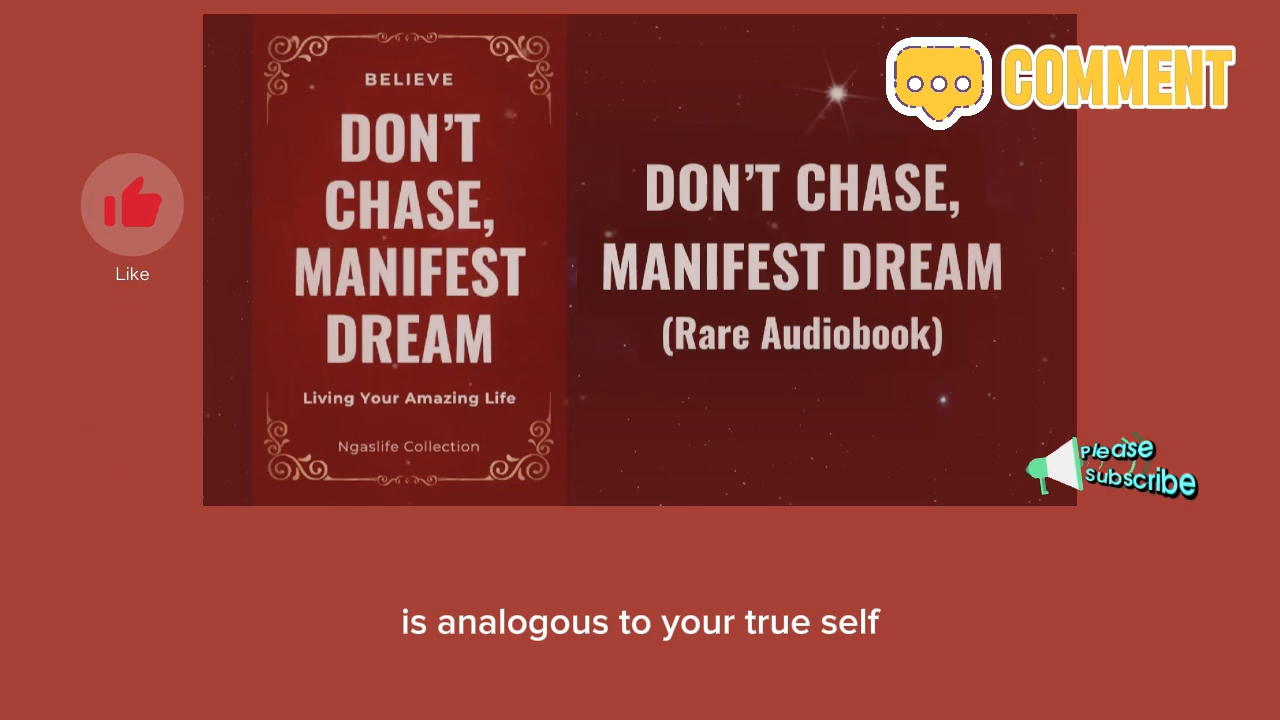 BELIEVE
DON'T
CHASE,
MANIFEST
DREAM
Living Your Amazing Life
Ngaslife Collection
DON'T CHASE,
MANIFEST DREAM
(Rare Audiobook)
COMMENT
Like
Please
Subscribe
is analogous to your true self